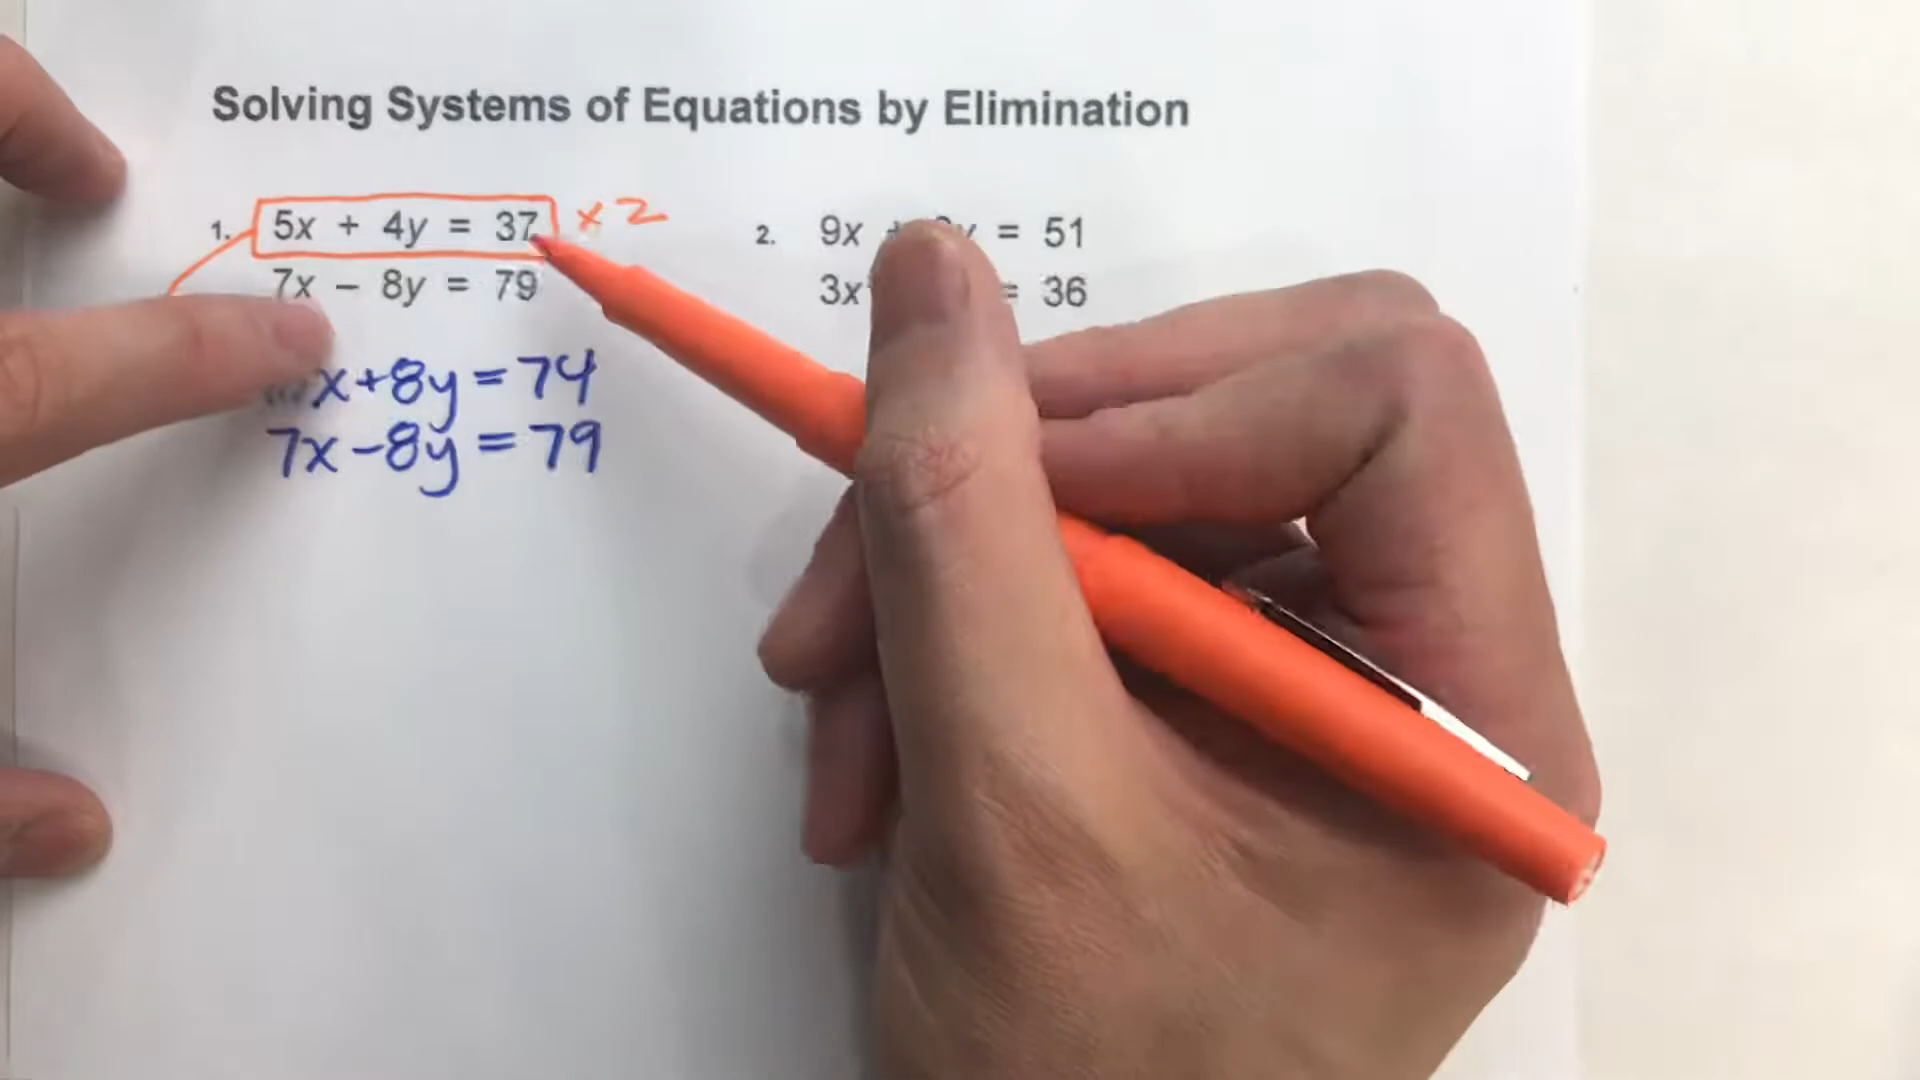 Solving Systems of Equations by Elimination
1. 5x + 4y = 37 × 2
7x − 8y = 79
2. 9x = 51
3x = 36
x+8y=74
7x-8y=79